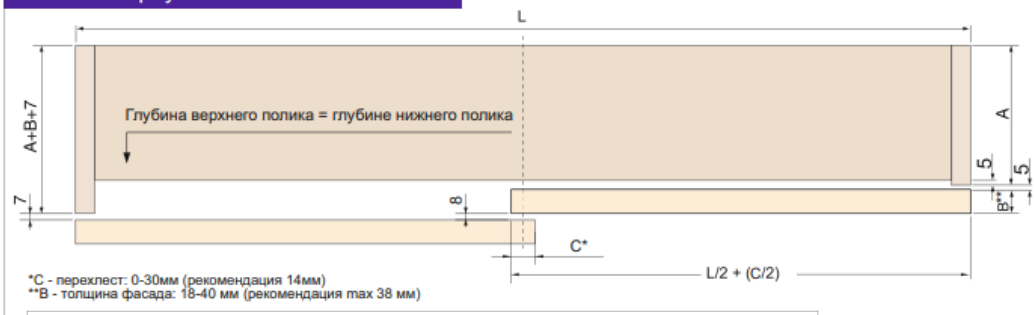 L
A+B+7
Глубина верхнего полика = глубине нижнего полика
A
5
5
7
8
B**
C*
L/2 + (C/2)
*C - перехлест: 0-30мм (рекомендация 14мм)
**B - толщина фасада: 18-40 мм (рекомендация max 38 мм)